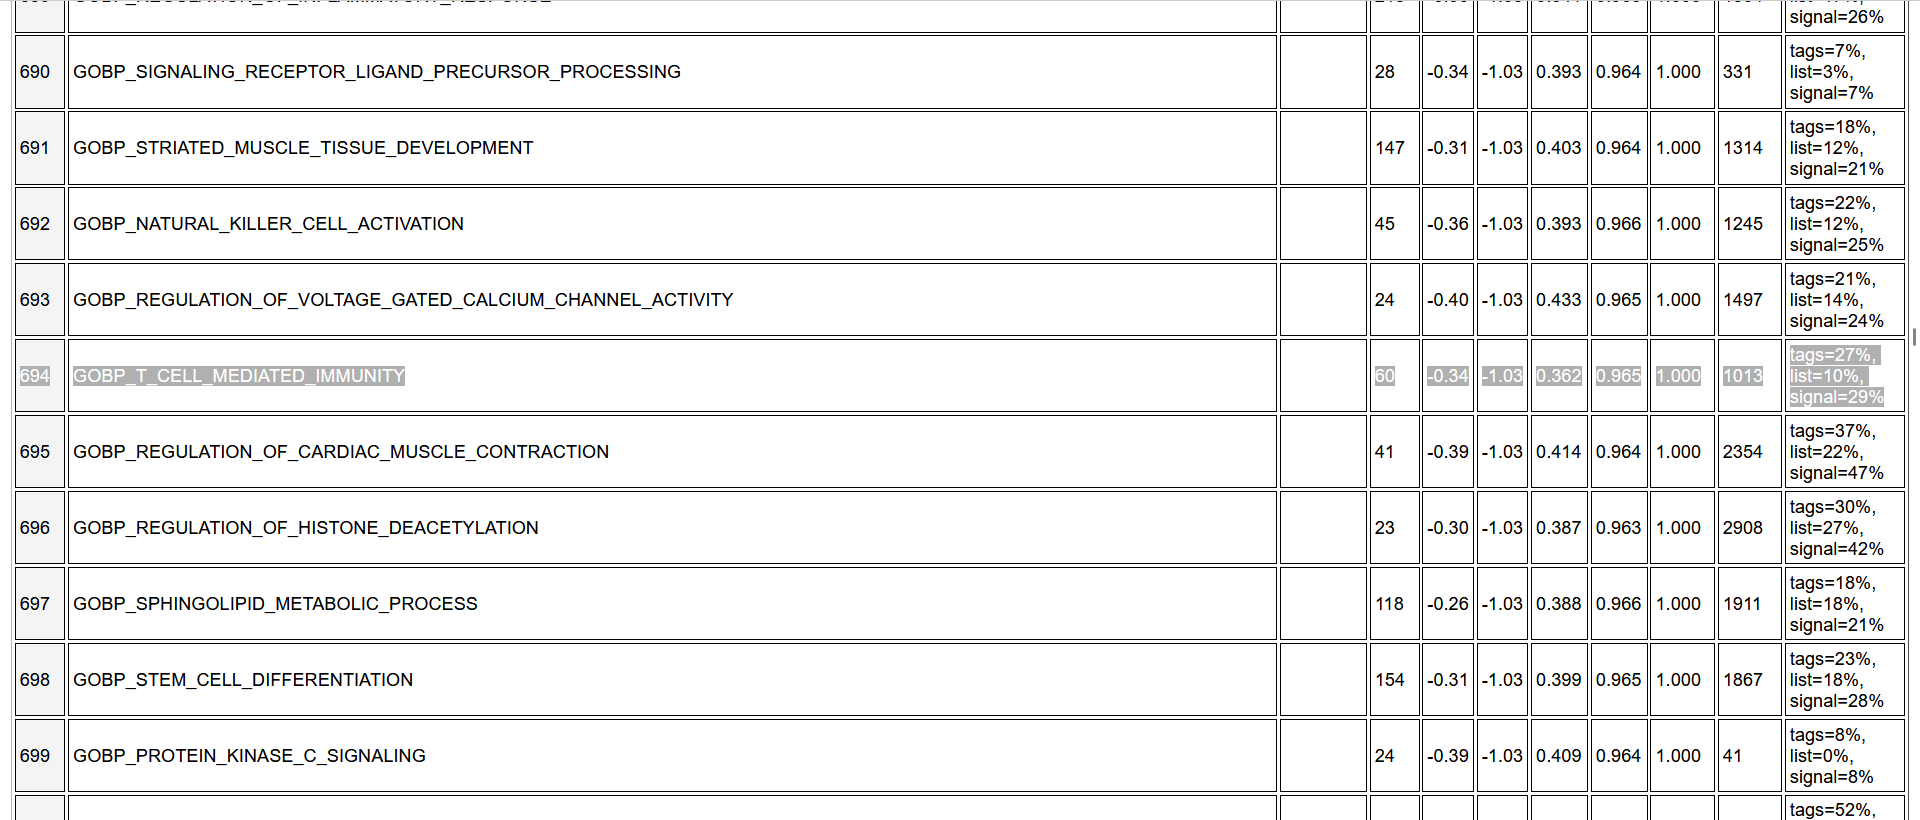 signal=26%
690 GOBP_SIGNALING_RECEPTOR_LIGAND_PRECURSOR_PROCESSING 28 -0.34 -1.03 0.393 0.964 1.000 331 tags=7%,
list=3%,
signal=7%
691 GOBP_STRIATED_MUSCLE_TISSUE_DEVELOPMENT 147 -0.31 -1.03 0.403 0.964 1.000 1314 tags=18%,
list=12%,
signal=21%
692 GOBP_NATURAL_KILLER_CELL_ACTIVATION 45 -0.36 -1.03 0.393 0.966 1.000 1245 tags=22%,
list=12%,
signal=25%
693 GOBP_REGULATION_OF_VOLTAGE_GATED_CALCIUM_CHANNEL_ACTIVITY 24 -0.40 -1.03 0.433 0.965 1.000 1497 tags=21%,
list=14%,
signal=24%
694 GOBP_T_CELL_MEDIATED_IMMUNITY 60 -0.34 -1.03 0.362 0.965 1.000 1013 tags=27%,
list=10%,
signal=29%
695 GOBP_REGULATION_OF_CARDIAC_MUSCLE_CONTRACTION 41 -0.39 -1.03 0.414 0.964 1.000 2354 tags=37%,
list=22%,
signal=47%
696 GOBP_REGULATION_OF_HISTONE_DEACETYLATION 23 -0.30 -1.03 0.387 0.963 1.000 2908 tags=30%,
list=27%,
signal=42%
697 GOBP_SPHINGOLIPID_METABOLIC_PROCESS 118 -0.26 -1.03 0.388 0.966 1.000 1911 tags=18%,
list=18%,
signal=21%
698 GOBP_STEM_CELL_DIFFERENTIATION 154 -0.31 -1.03 0.399 0.965 1.000 1867 tags=23%,
list=18%,
signal=28%
699 GOBP_PROTEIN_KINASE_C_SIGNALING 24 -0.39 -1.03 0.409 0.964 1.000 41 tags=8%,
list=0%,
signal=8%
tags=52%,